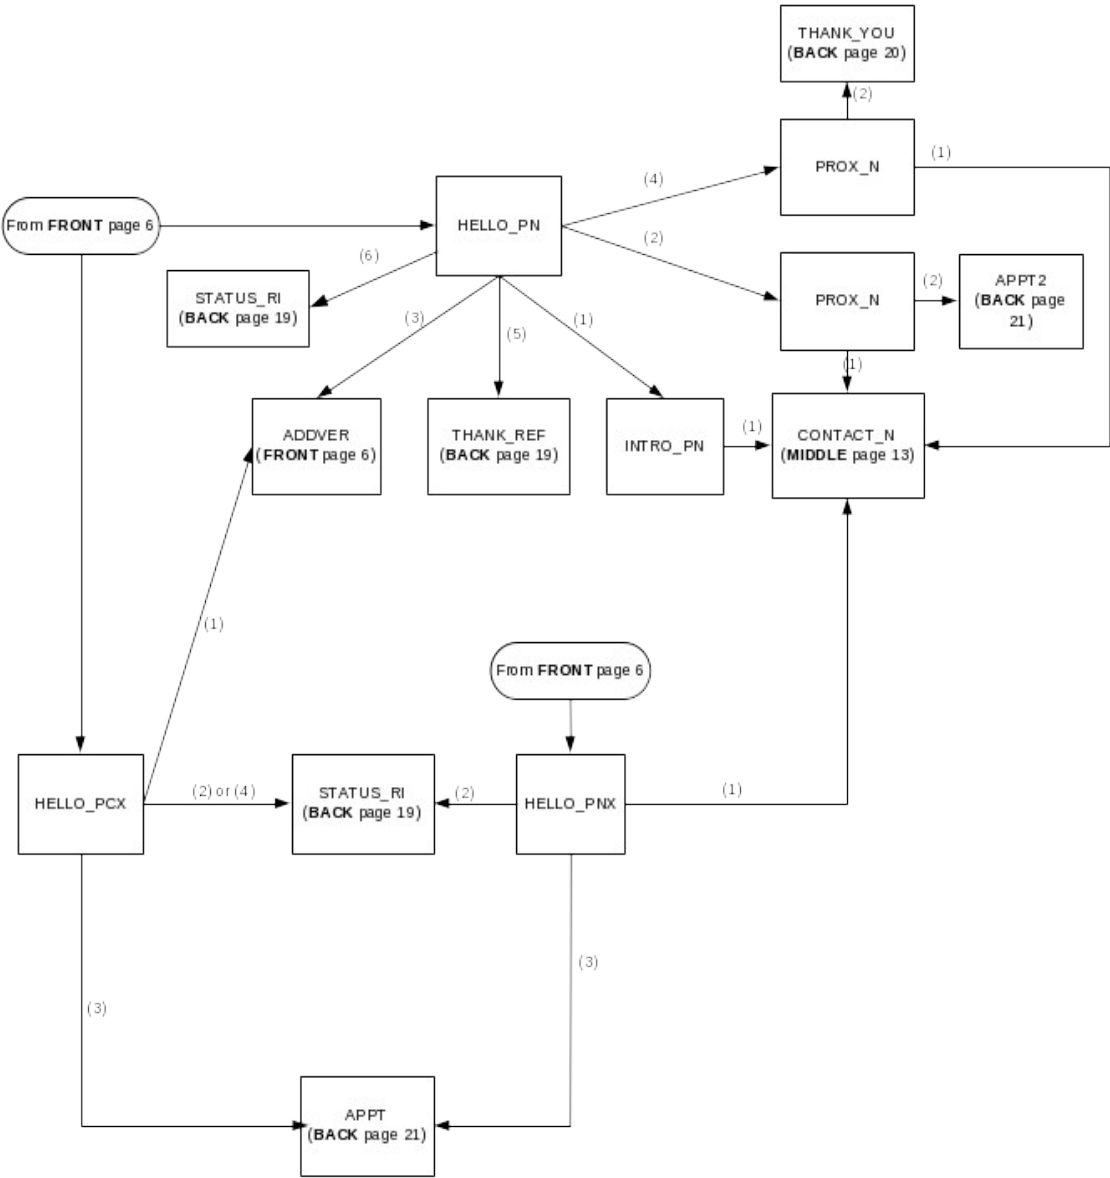 THANK_YOU
(BACK page 20)
(2)
PROX_N
(1)
(4)
HELLO_PN
From FRONT page 6
(2)
(6)
STATUS_RI
(BACK page 19)
PROX_N
(2)
APPT2
(BACK page
21)
(3)
(5)
(1)
(1)
ADDVER
(FRONT page 6)
THANK_REF
(BACK page 19)
INTRO_PN
(1)
CONTACT_N
(MIDDLE page 13)
(1)
From FRONT page 6
HELLO_PCX
(2) or (4)
STATUS_RI
(BACK page 19)
(2)
HELLO_PNX
(1)
(3)
(3)
APPT
(BACK page 21)